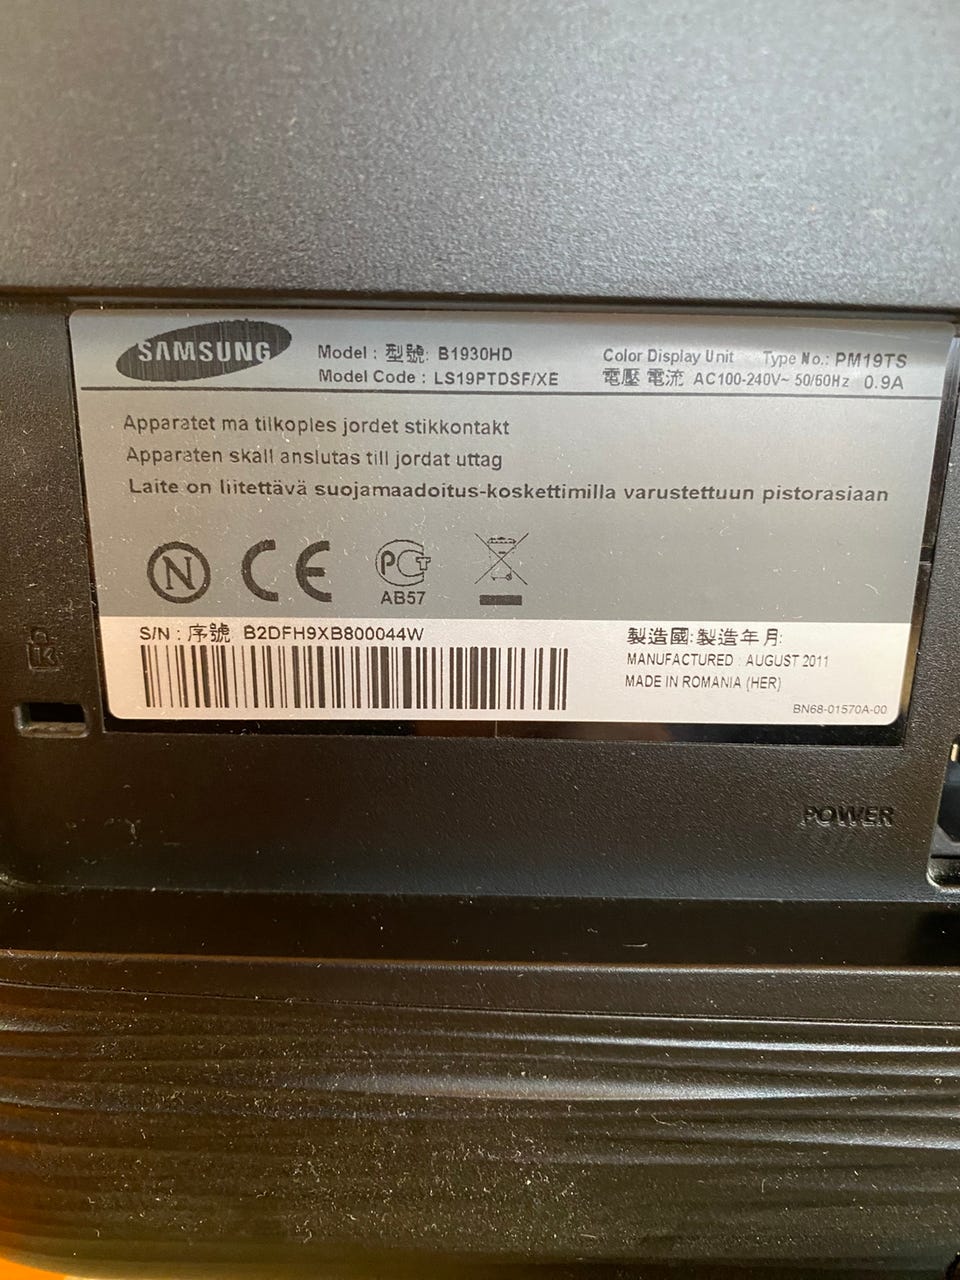 SAMSUNG
Model : 型號: B1930HD
Model Code : LS19PTDSF/XE
Color Display Unit Type No.: PM19TS
電壓 電流 AC100-240V~ 50/60Hz 0.9A
Apparatet ma tilkoples jordet stikkontakt
Apparaten skall anslutas till jordat uttag
Laite on liitettävä suojamaadoitus-koskettimilla varustettuun pistorasiaan
N
CE
PCT
AB57
S/N : 序號 B2DFH9XB800044W
製造國:製造年月:
MANUFACTURED : AUGUST 2011
MADE IN ROMANIA (HER)
BN68-01570A-00
K
POWER